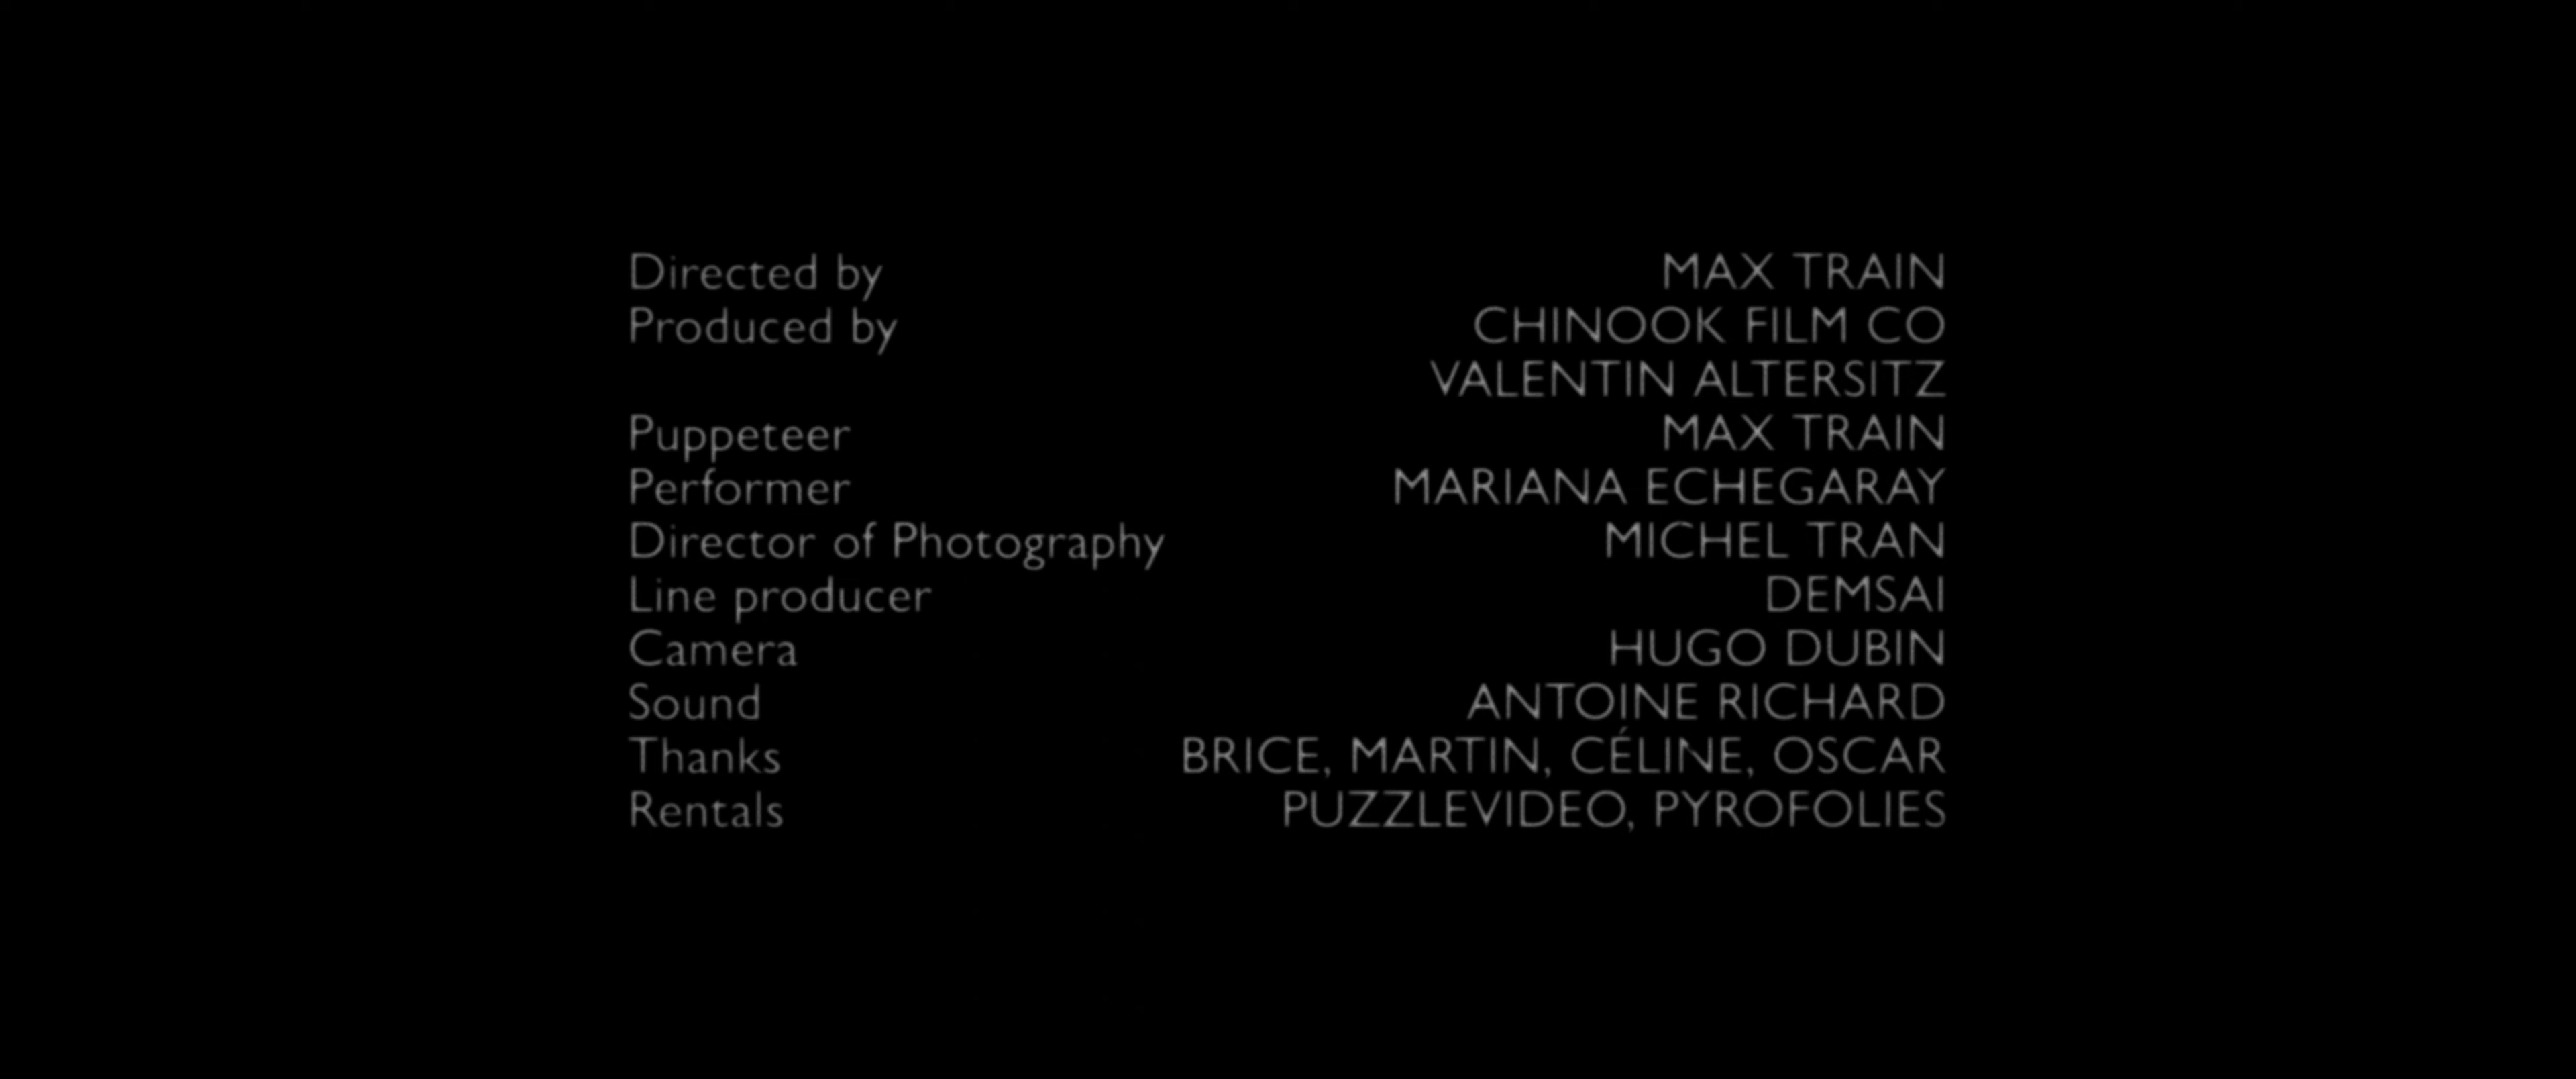 Directed by MAX TRAIN
Produced by CHINOOK FILM CO
VALENTIN ALTERSITZ
Puppeteer MAX TRAIN
Performer MARIANA ECHEGARAY
Director of Photography MICHEL TRAN
Line producer DEMSAI
Camera HUGO DUBIN
Sound ANTOINE RICHARD
Thanks BRICE, MARTIN, CÉLINE, OSCAR
Rentals PUZZLEVIDEO, PYROFOLIES